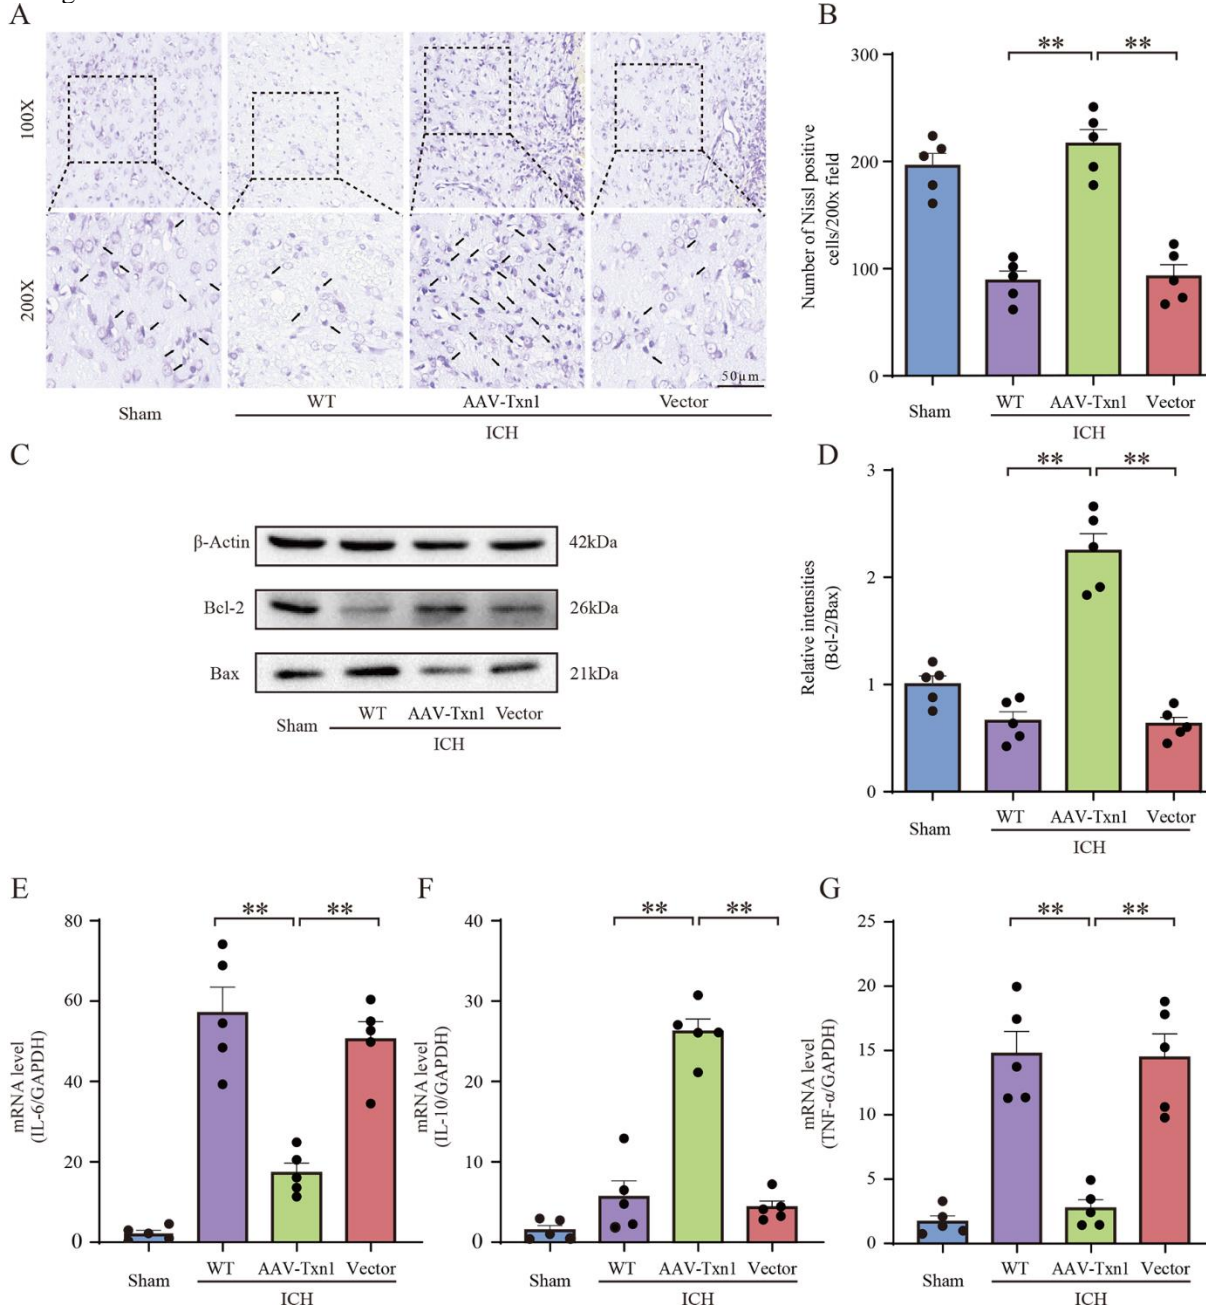 A
100X
200X
50μm
Sham
WT
AAV-Txn1
Vector
ICH
B
Number of Nissl positive
cells/200x field
300
200
100
0
**
**
Sham
WT
AAV-Txn1
Vector
ICH
C
β-Actin
42kDa
Bcl-2
26kDa
Bax
21kDa
Sham
WT
AAV-Txn1
Vector
ICH
D
Relative intensities
(Bcl-2/Bax)
3
2
1
0
**
**
Sham
WT
AAV-Txn1
Vector
ICH
E
mRNA level
(IL-6/GAPDH)
80
60
40
20
0
**
**
Sham
WT
AAV-Txn1
Vector
ICH
F
mRNA level
(IL-10/GAPDH)
40
30
20
10
0
**
**
Sham
WT
AAV-Txn1
Vector
ICH
G
mRNA level
(TNF-α/GAPDH)
25
20
15
10
5
0
**
**
Sham
WT
AAV-Txn1
Vector
ICH